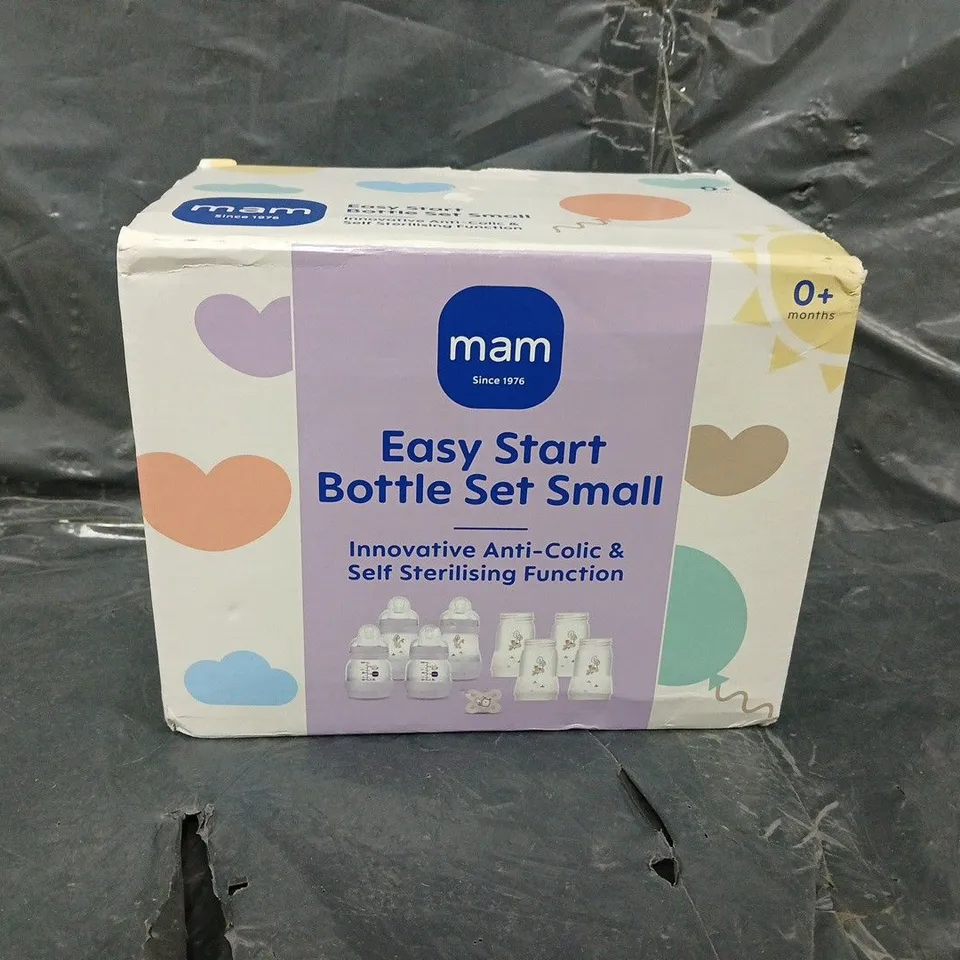 mam
Since 1976
Easy Start
Bottle Set Small
Innovative Anti-Colic &
Self Sterilising Function
0+
0+
months
mam
Since 1976
Easy Start
Bottle Set Small
Innovative Anti-Colic &
Self Sterilising Function